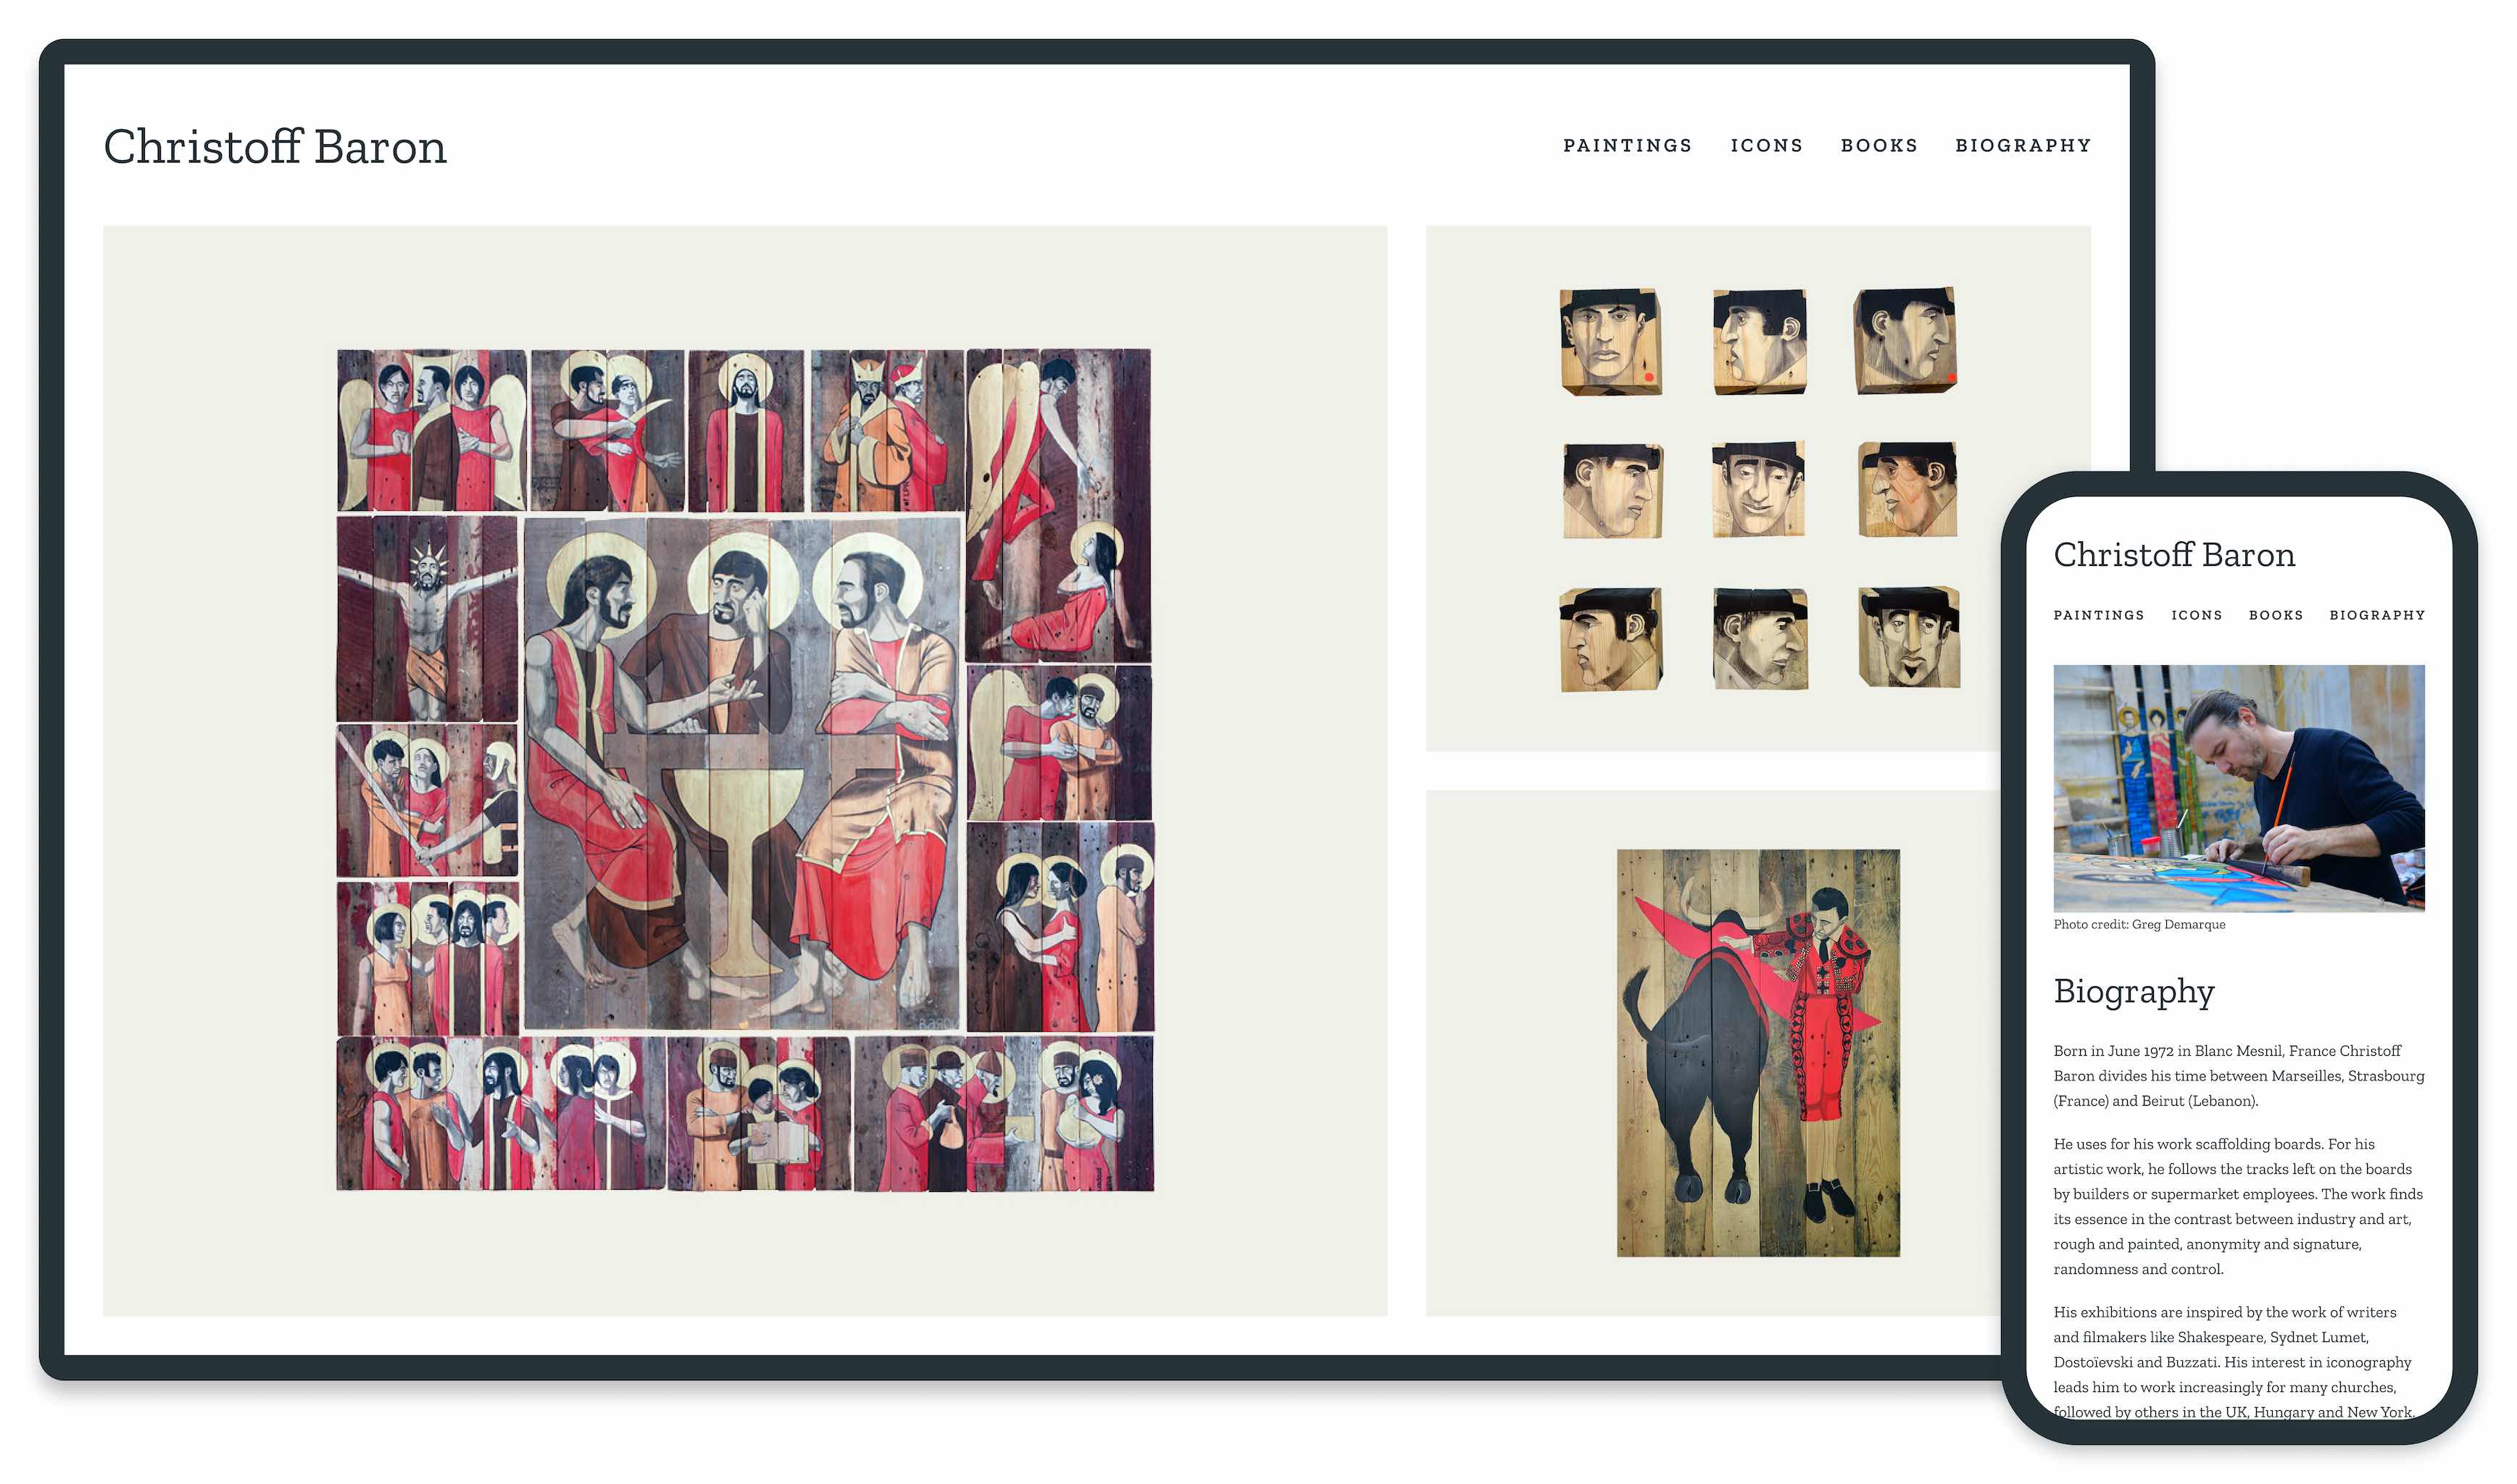 Christoff Baron
PAINTINGS ICONS BOOKS BIOGRAPHY
Baron
Christoff Baron
PAINTINGS ICONS BOOKS BIOGRAPHY
Photo credit: Greg Demarque
Biography
Born in June 1972 in Blanc Mesnil, France Christoff
Baron divides his time between Marseilles, Strasbourg
(France) and Beirut (Lebanon).
He uses for his work scaffolding boards. For his
artistic work, he follows the tracks left on the boards
by builders or supermarket employees. The work finds
its essence in the contrast between industry and art,
rough and painted, anonymity and signature,
randomness and control.
His exhibitions are inspired by the work of writers
and filmakers like Shakespeare, Sydnet Lumet,
Dostoïevski and Buzzati. His interest in iconography
leads him to work increasingly for many churches,
followed by others in the UK, Hungary and New York.